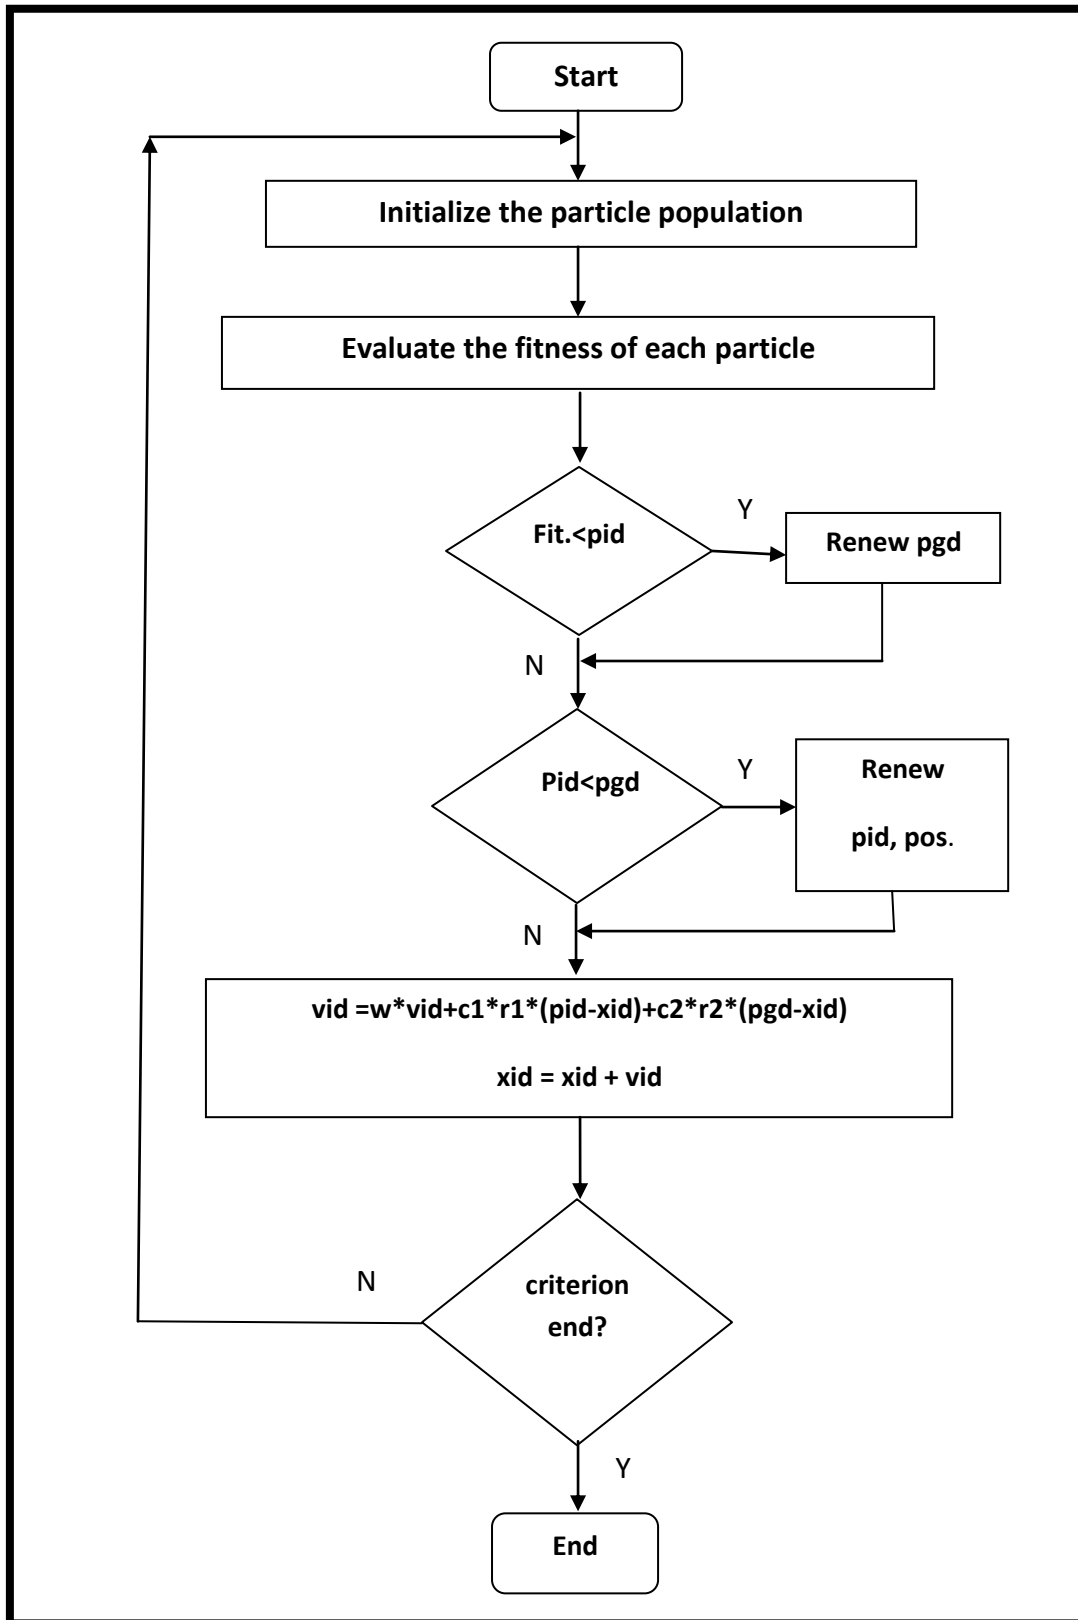 Start
Initialize the particle population
Evaluate the fitness of each particle
Fit.<pid
Y
Renew pgd
N
Pid<pgd
Y
Renew
pid, pos.
N
vid =w*vid+c1*r1*(pid-xid)+c2*r2*(pgd-xid)
xid = xid + vid
N
criterion
end?
Y
End